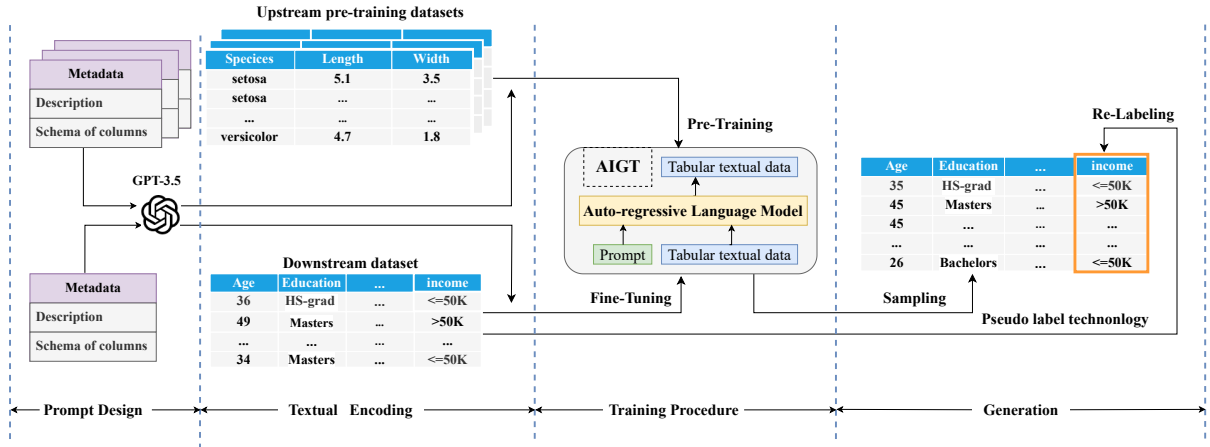 Upstream pre-training datasets
Metadata
Description
Schema of columns
Specices Length Width
setosa 5.1 3.5
setosa ... ...
... ... ...
versicolor 4.7 1.8
GPT-3.5
Metadata
Description
Schema of columns
Downstream dataset
Age Education ... income
36 HS-grad ... <=50K
49 Masters ... >50K
... ... ... ...
34 Masters ... <=50K
Pre-Training
AIGT
Tabular textual data
Auto-regressive Language Model
Prompt
Tabular textual data
Fine-Tuning
Re-Labeling
Age Education ... income
35 HS-grad ... <=50K
45 Masters ... >50K
45 ... ... ...
... ... ... ...
26 Bachelors ... <=50K
Sampling
Pseudo label technonlogy
Prompt Design
Textual Encoding
Training Procedure
Generation